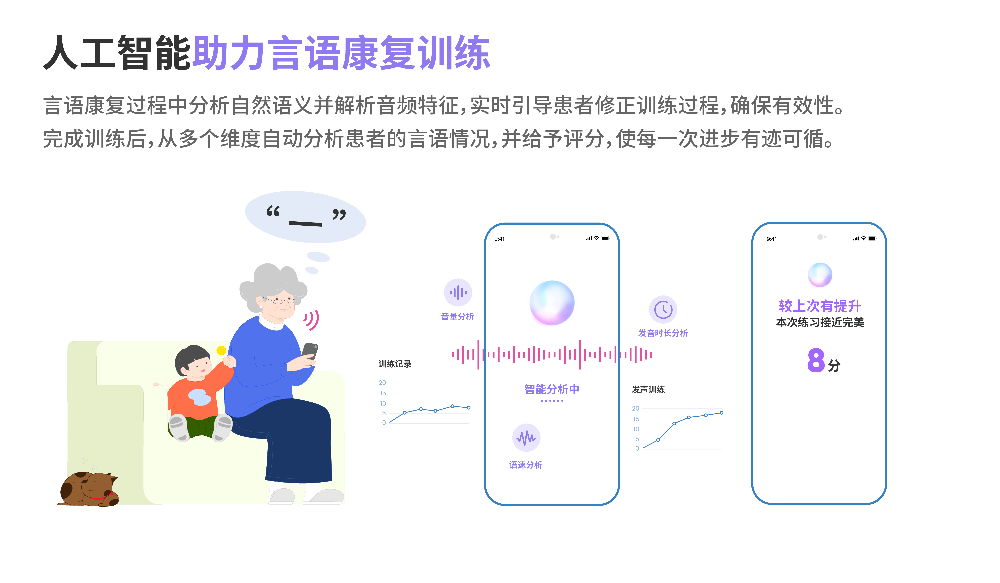 人工智能助力言语康复训练
言语康复过程中分析自然语义并解析音频特征，实时引导患者修正训练过程，确保有效性。
完成训练后，从多个维度自动分析患者的言语情况，并给予评分，使每一次进步有迹可循。
“ — ”
音量分析
训练记录
20
15
10
5
0
9:41
智能分析中
······
语速分析
发音时长分析
发声训练
20
15
10
5
0
9:41
较上次有提升
本次练习接近完美
8分
z z
z z